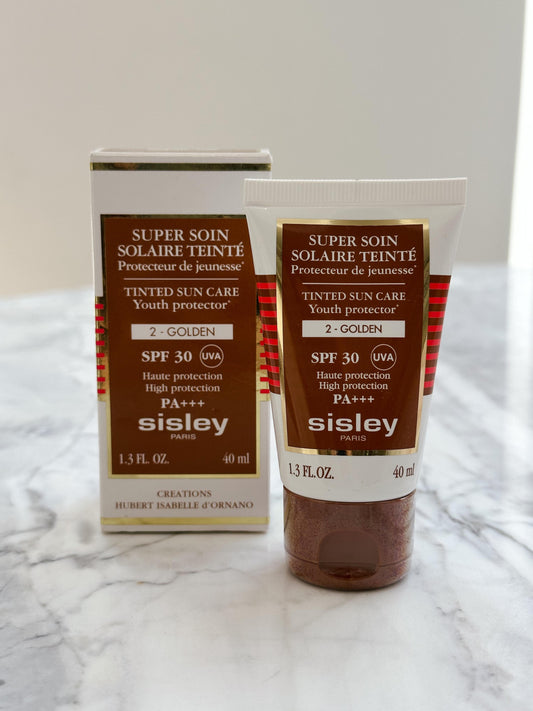 SUPER SOIN
SOLAIRE TEINTÉ
Protecteur de jeunesse*
TINTED SUN CARE
Youth protector*
2 - GOLDEN
SPF 30 UVA
Haute protection
High protection
PA+++
sisley
PARIS
1.3 FL. OZ. 40 ml
CREATIONS
HUBERT ISABELLE d'ORNANO
SUPER SOIN
SOLAIRE TEINTÉ
Protecteur de jeunesse*
TINTED SUN CARE
Youth protector*
2 - GOLDEN
SPF 30 UVA
Haute protection
High protection
PA+++
sisley
PARIS
1.3 FL.OZ. 40 ml